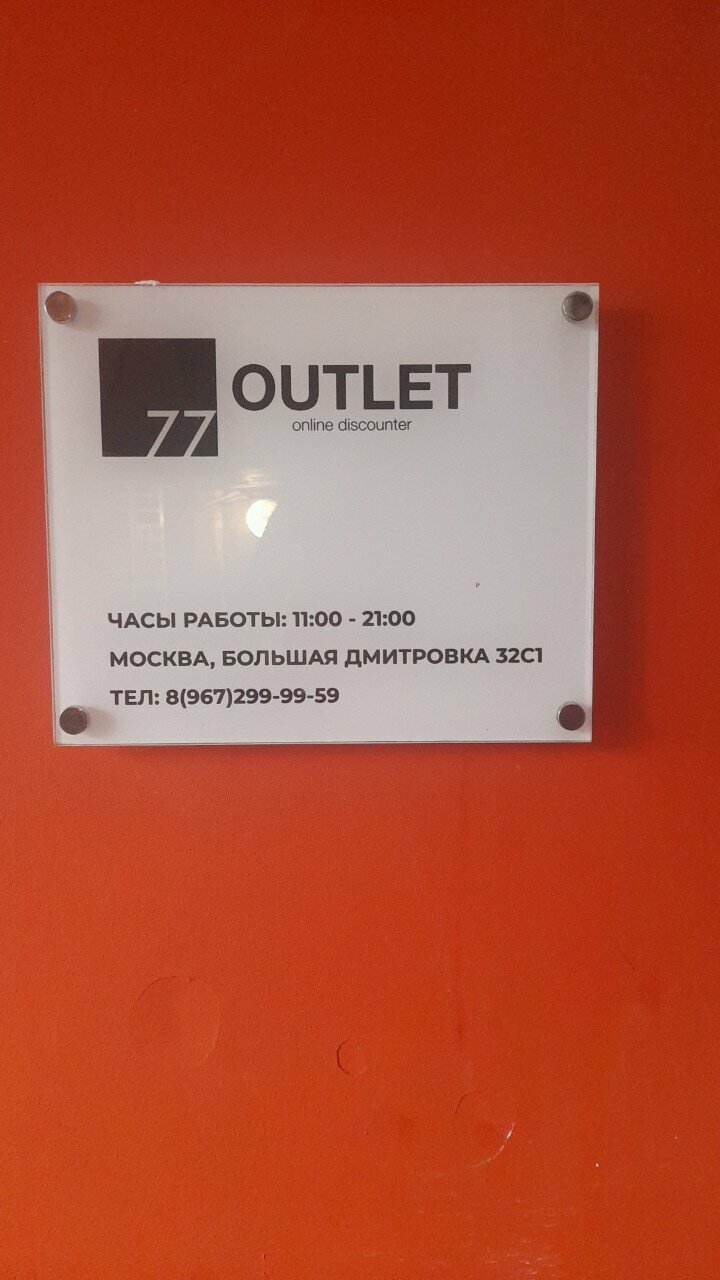 77 OUTLET
online discounter
ЧАСЫ РАБОТЫ: 11:00 - 21:00
МОСКВА, БОЛЬШАЯ ДМИТРОВКА 32С1
ТЕЛ: 8(967)299-99-59